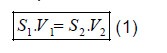 S₁.V₁= S₂.V₂ (1)